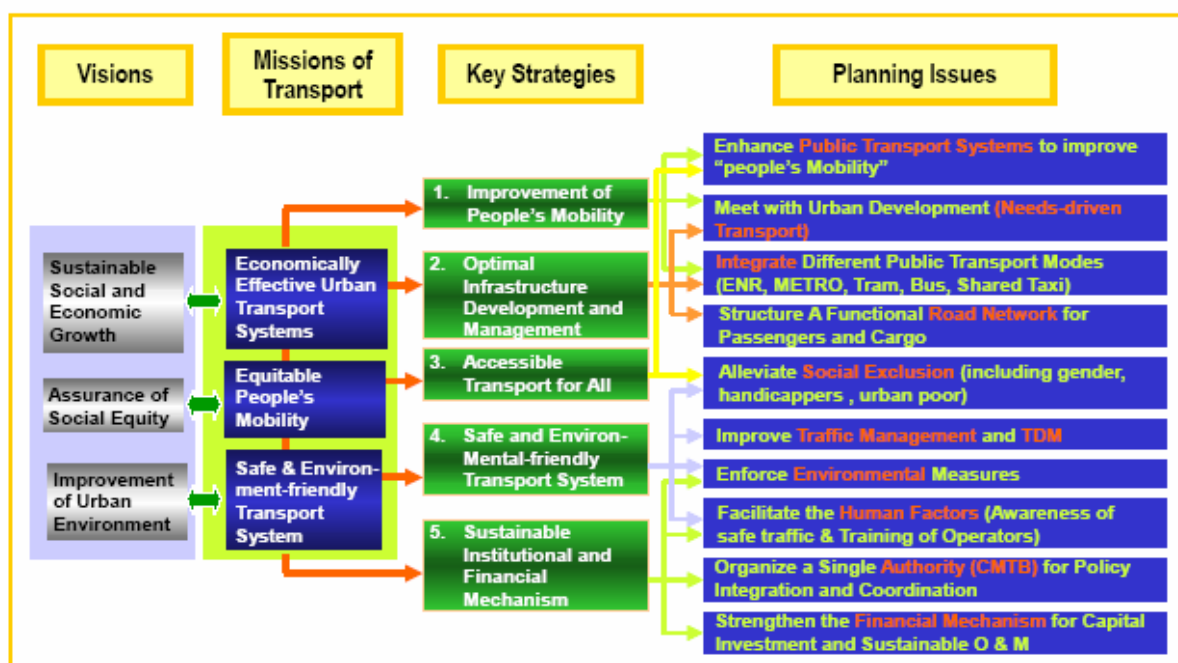 Visions
Missions of
Transport
Key Strategies
Planning Issues
Sustainable
Social and
Economic
Growth
Assurance of
Social Equity
Improvement
of Urban
Environment
Economically
Effective Urban
Transport
Systems
Equitable
People's
Mobility
Safe & Environ-
ment-friendly
Transport
System
1. Improvement of
People's Mobility
2. Optimal
Infrastructure
Development and
Management
3. Accessible
Transport for All
4. Safe and Environ-
Mental-friendly
Transport System
5. Sustainable
Institutional and
Financial
Mechanism
Enhance Public Transport Systems to improve
“people's Mobility”
Meet with Urban Development (Needs-driven
Transport)
Integrate Different Public Transport Modes
(ENR, METRO, Tram, Bus, Shared Taxi)
Structure A Functional Road Network for
Passengers and Cargo
Alleviate Social Exclusion (including gender,
handicappers , urban poor)
Improve Traffic Management and TDM
Enforce Environmental Measures
Facilitate the Human Factors (Awareness of
safe traffic & Training of Operators)
Organize a Single Authority (CMTB) for Policy
Integration and Coordination
Strengthen the Financial Mechanism for Capital
Investment and Sustainable O & M